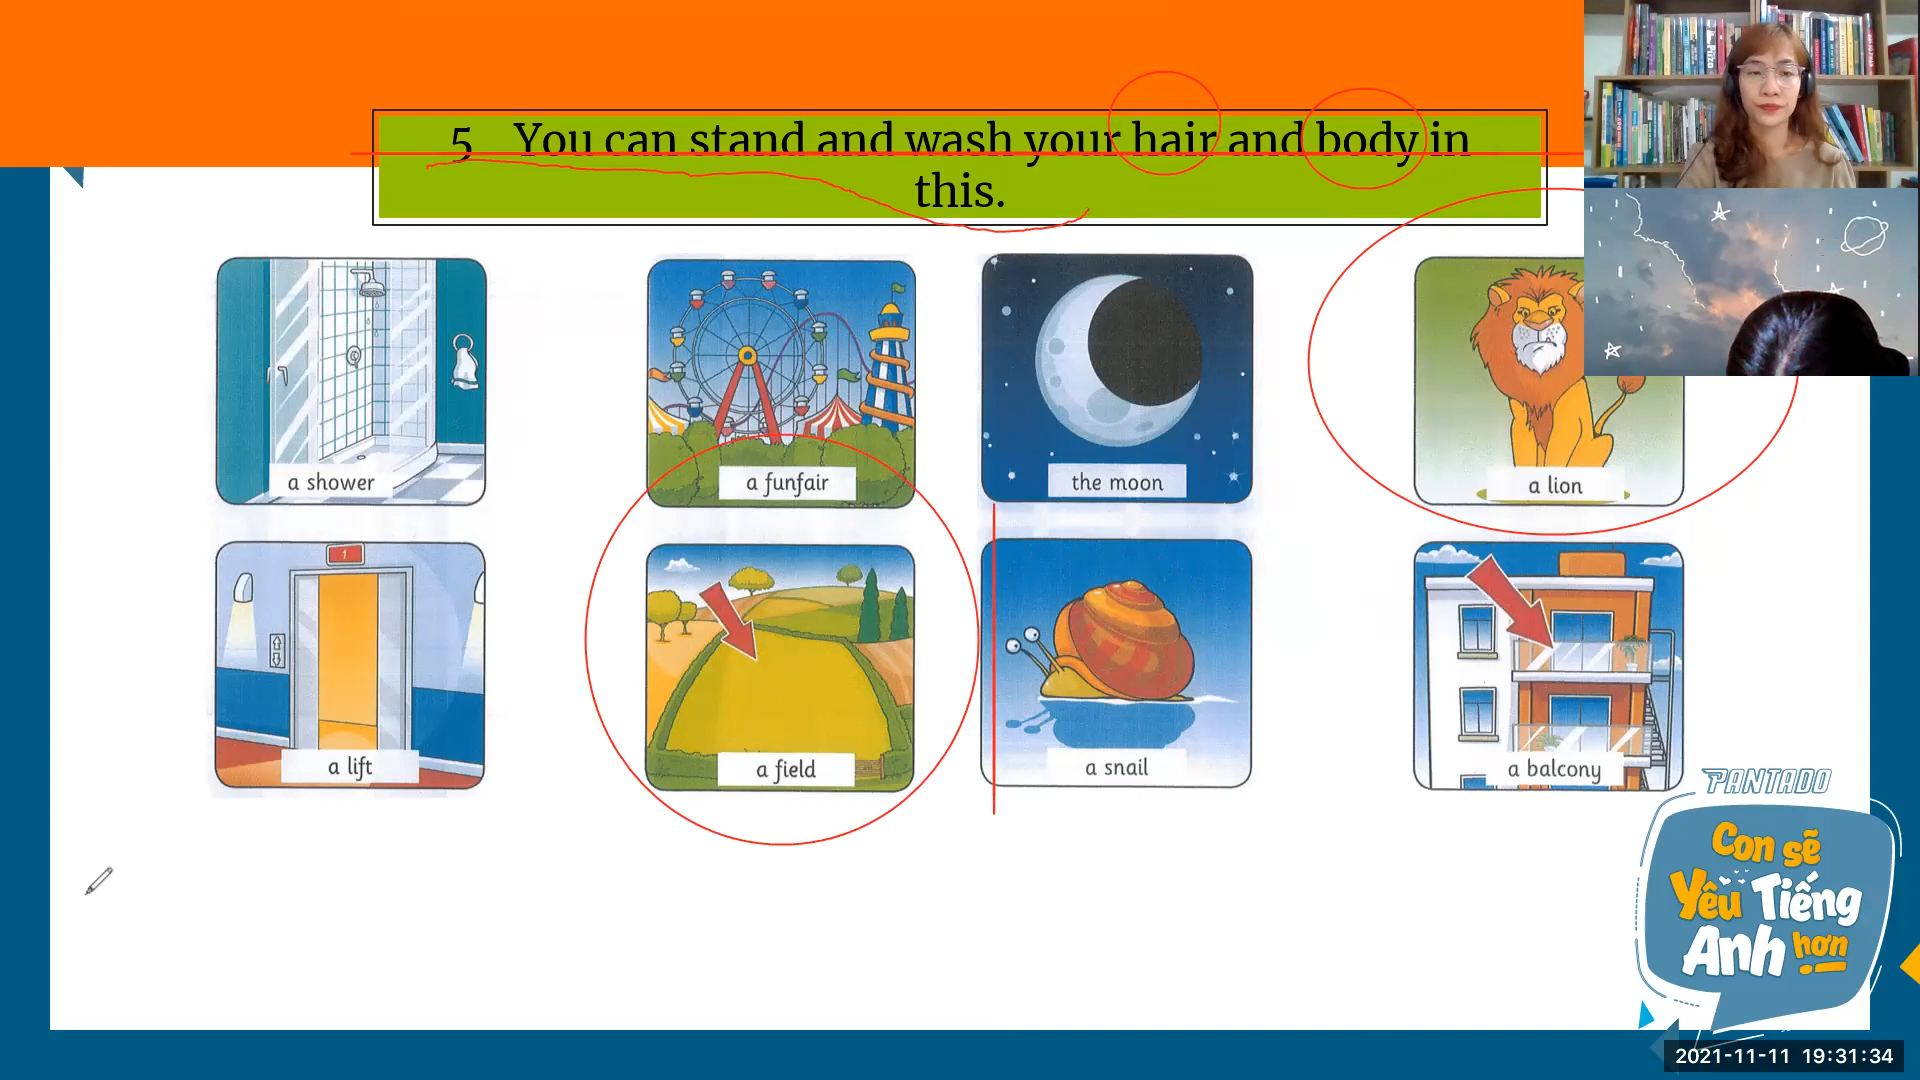 5 You can stand and wash your hair and body in
this.
a shower
a funfair
the moon
a lion
1
a lift
a field
a snail
a balcony
PANTADO
Con sẽ
Yêu Tiếng
Anh hơn
2021-11-11 19:31:34